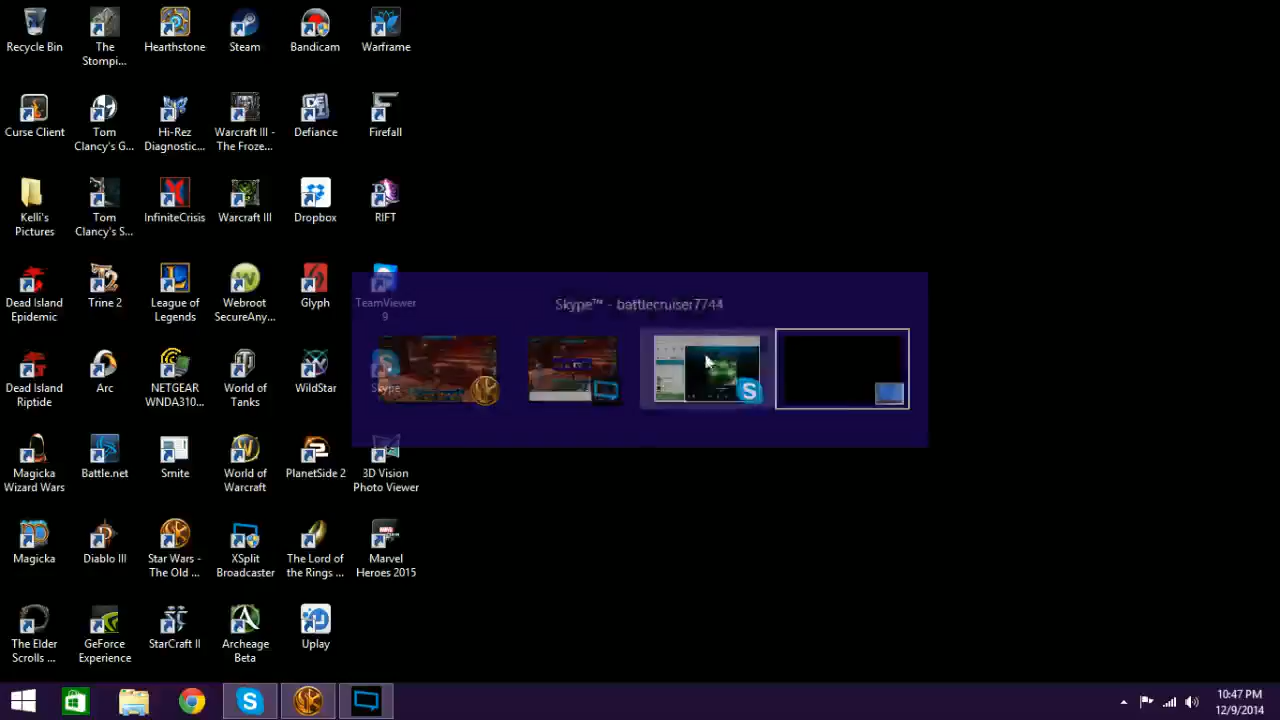 Recycle Bin
The
Stompi...
Hearthstone
Steam
Bandicam
Warframe
Curse Client
Tom
Clancy's G...
Hi-Rez
Diagnostic...
Warcraft III -
The Froze...
Defiance
Firefall
Kelli's
Pictures
Tom
Clancy's S...
InfiniteCrisis
Warcraft III
Dropbox
RIFT
Dead Island
Epidemic
Trine 2
League of
Legends
Webroot
SecureAny...
Glyph
TeamViewer
9
Skype™ - battlecruiser7744
Dead Island
Riptide
Arc
NETGEAR
WNDA310...
World of
Tanks
WildStar
Skype
Magicka
Wizard Wars
Battle.net
Smite
World of
Warcraft
PlanetSide 2
3D Vision
Photo Viewer
Magicka
Diablo III
Star Wars -
The Old ...
XSplit
Broadcaster
The Lord of
the Rings ...
Marvel
Heroes 2015
The Elder
Scrolls ...
GeForce
Experience
StarCraft II
Archeage
Beta
Uplay
10:47 PM
12/9/2014